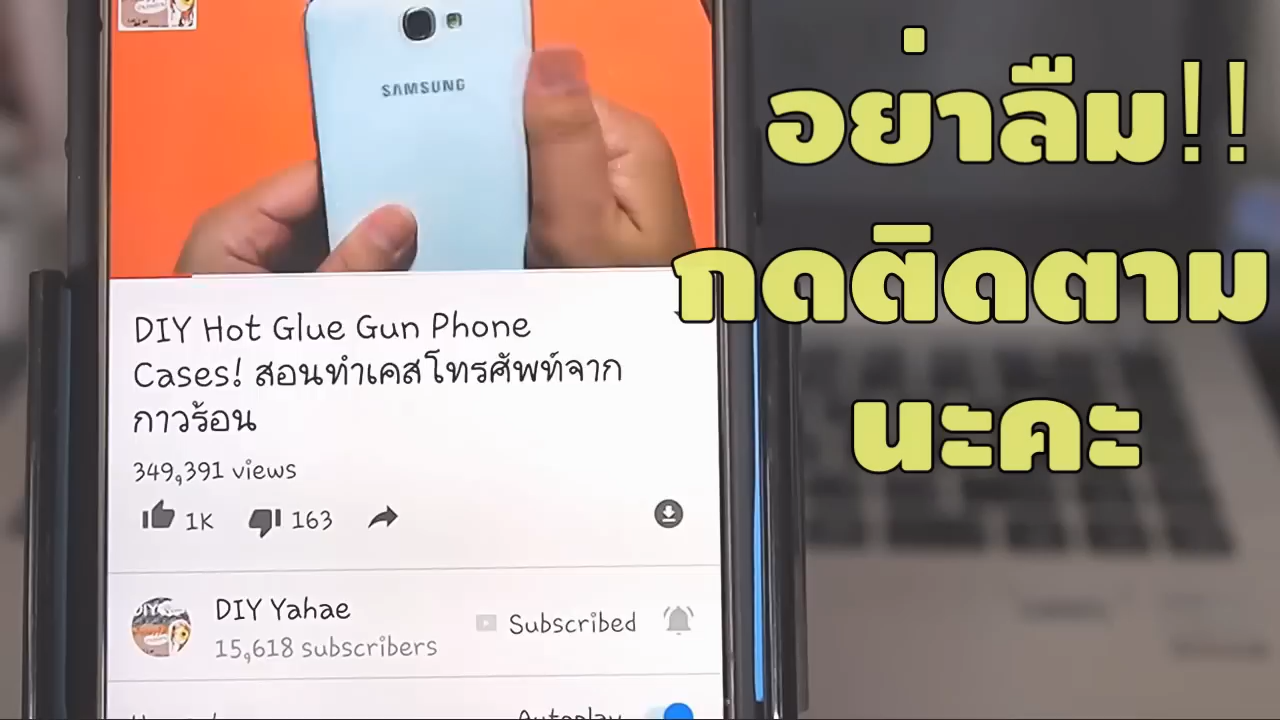 SAMSUNG
อย่าลืม!!
กดติดตาม
นะคะ
DIY Hot Glue Gun Phone
Cases! สอนทำเคสโทรศัพท์จาก
กาวร้อน
349,391 views
1K 163
DIY Yahae
15,618 subscribers
Subscribed
Autoplay